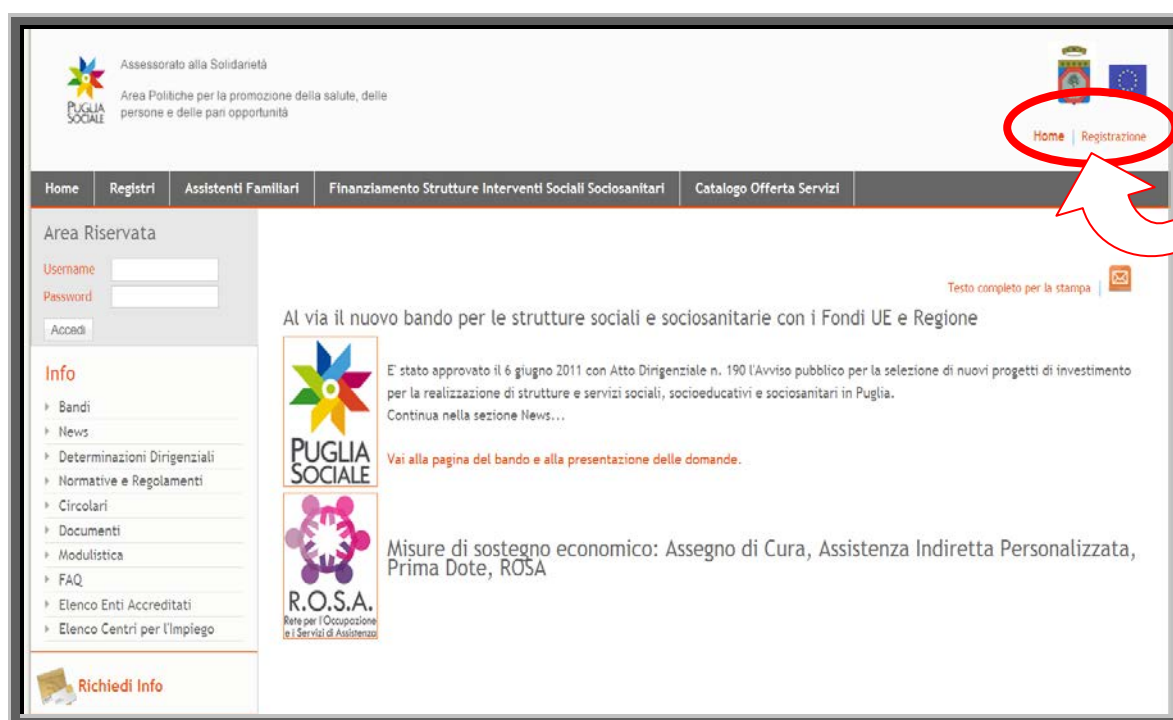 Assessorato alla Solidarietà
Area Politiche per la promozione della salute, delle
persone e delle pari opportunità
PUGLIA
SOCIALE
Home | Registrazione
Home
Registri
Assistenti Familiari
Finanziamento Strutture Interventi Sociali Sociosanitari
Catalogo Offerta Servizi
Area Riservata
Username
Password
Accedi
Info
Bandi
News
Determinazioni Dirigenziali
Normative e Regolamenti
Circolari
Documenti
Modulistica
FAQ
Elenco Enti Accreditati
Elenco Centri per l'Impiego
Richiedi Info
Testo completo per la stampa |
Al via il nuovo bando per le strutture sociali e sociosanitarie con i Fondi UE e Regione
PUGLIA
SOCIALE
E' stato approvato il 6 giugno 2011 con Atto Dirigenziale n. 190 l'Avviso pubblico per la selezione di nuovi progetti di investimento
per la realizzazione di strutture e servizi sociali, socioeducativi e sociosanitari in Puglia.
Continua nella sezione News...
Vai alla pagina del bando e alla presentazione delle domande.
R.O.S.A.
Rete per l'Occupazione
e i Servizi di Assistenza
Misure di sostegno economico: Assegno di Cura, Assistenza Indiretta Personalizzata,
Prima Dote, ROSA